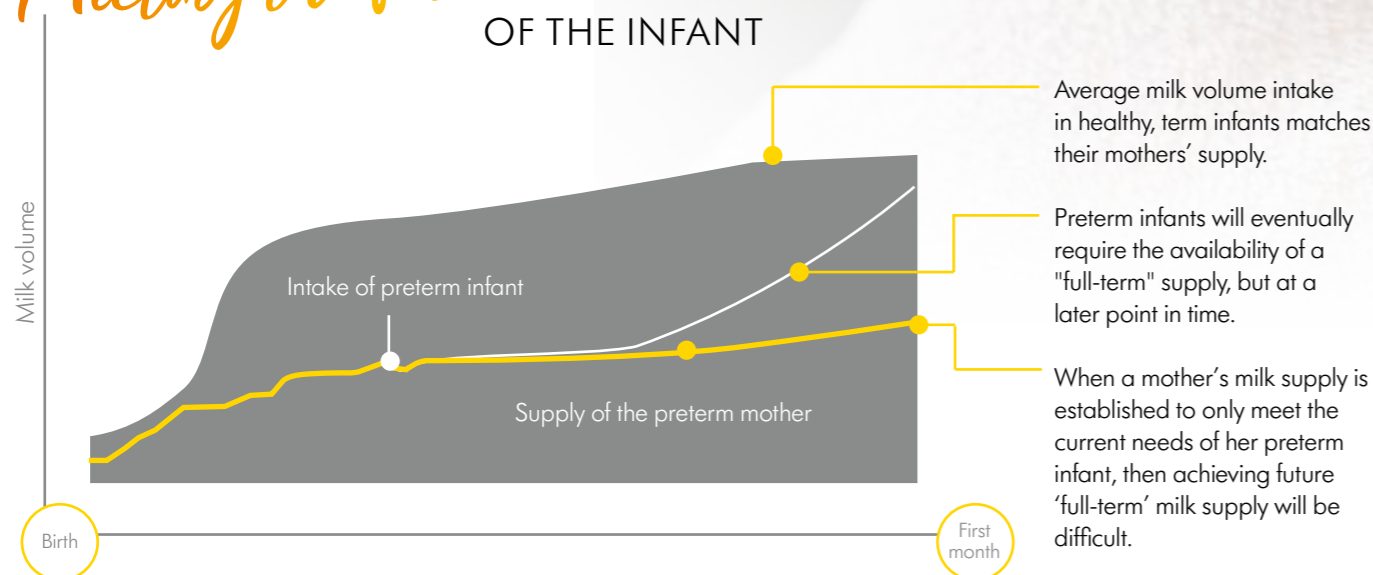 OF THE INFANT
Average milk volume intake
in healthy, term infants matches
their mothers’ supply.
Preterm infants will eventually
require the availability of a
"full-term" supply, but at a
later point in time.
When a mother’s milk supply is
established to only meet the
current needs of her preterm
infant, then achieving future
‘full-term’ milk supply will be
difficult.
Milk volume
Intake of preterm infant
Supply of the preterm mother
Birth
First
month